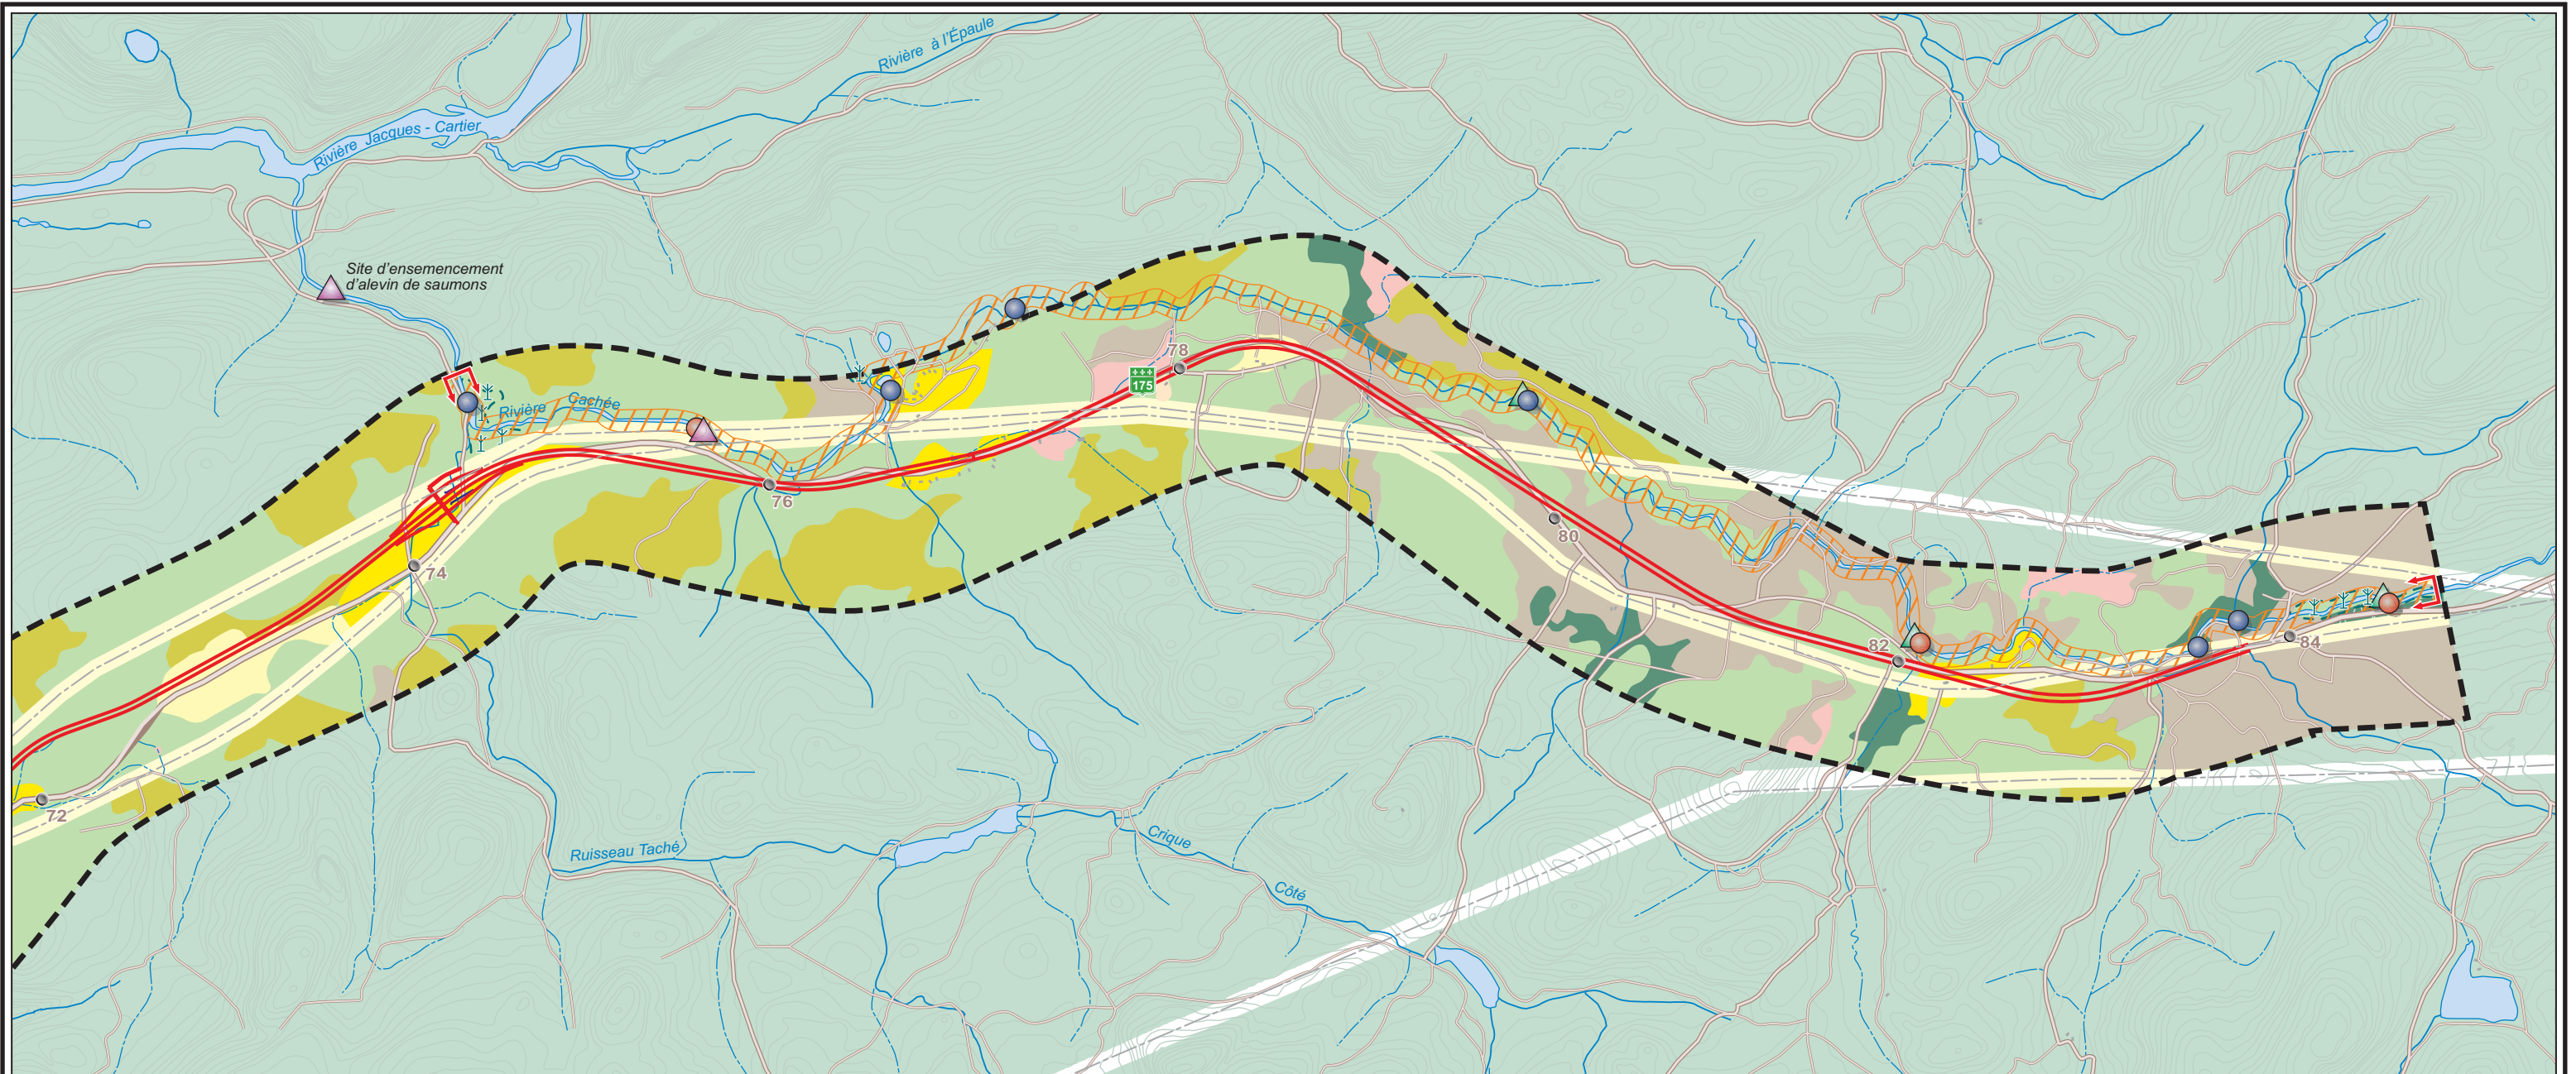 Rivière à l'Épaule
Rivière Jacques - Cartier
Site d'ensemencement
d'alevin de saumons
78
175
Rivière Cachée
76
80
74
82
84
72
Ruisseau Taché
Crique
Côté